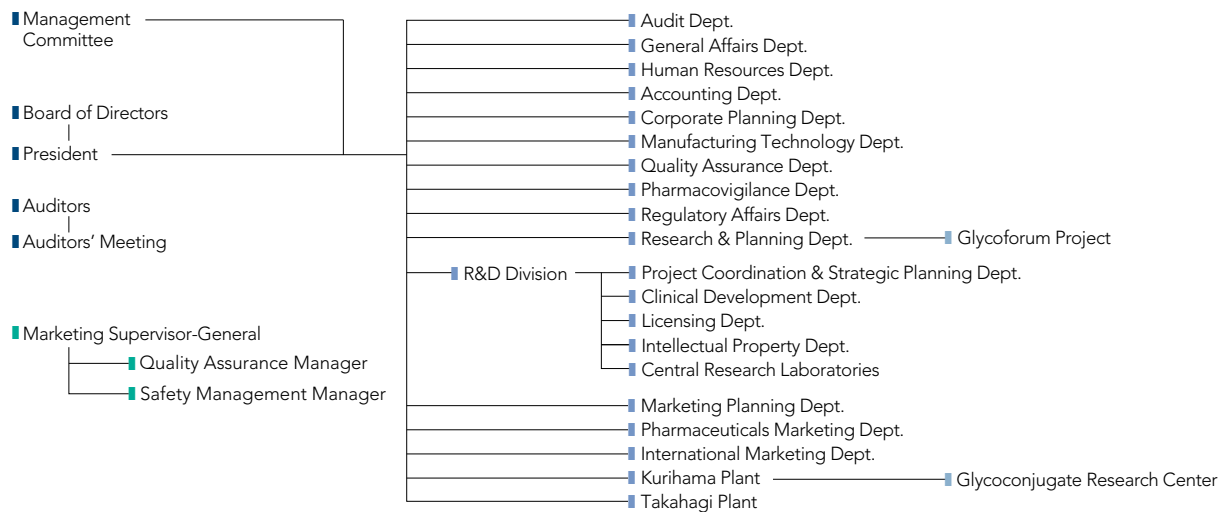 Management
Committee
Board of Directors
President
Auditors
Auditors' Meeting
Marketing Supervisor-General
Quality Assurance Manager
Safety Management Manager
Audit Dept.
General Affairs Dept.
Human Resources Dept.
Accounting Dept.
Corporate Planning Dept.
Manufacturing Technology Dept.
Quality Assurance Dept.
Pharmacovigilance Dept.
Regulatory Affairs Dept.
Research & Planning Dept.
Glycoforum Project
R&D Division
Project Coordination & Strategic Planning Dept.
Clinical Development Dept.
Licensing Dept.
Intellectual Property Dept.
Central Research Laboratories
Marketing Planning Dept.
Pharmaceuticals Marketing Dept.
International Marketing Dept.
Kurihama Plant
Glycoconjugate Research Center
Takahagi Plant